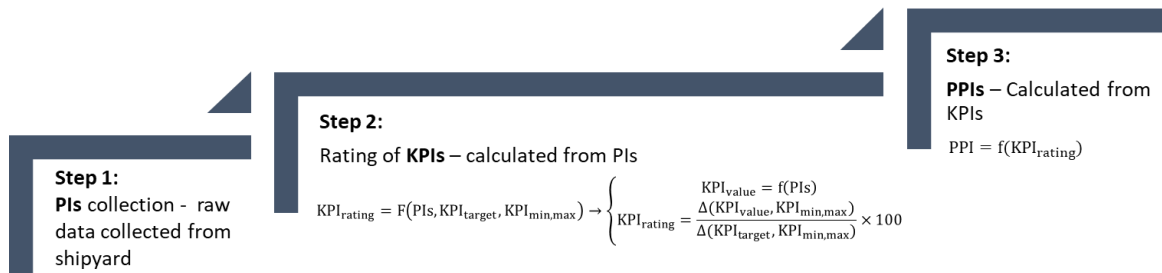 Step 1:
PIs collection - raw
data collected from
shipyard
Step 2:
Rating of KPIs – calculated from PIs
KPI_rating = F(PIs, KPI_target, KPI_min,max) → { KPI_value = f(PIs)
KPI_rating = Δ(KPI_value, KPI_min,max) / Δ(KPI_target, KPI_min,max) × 100
Step 3:
PPIs – Calculated from
KPIs
PPI = f(KPI_rating)